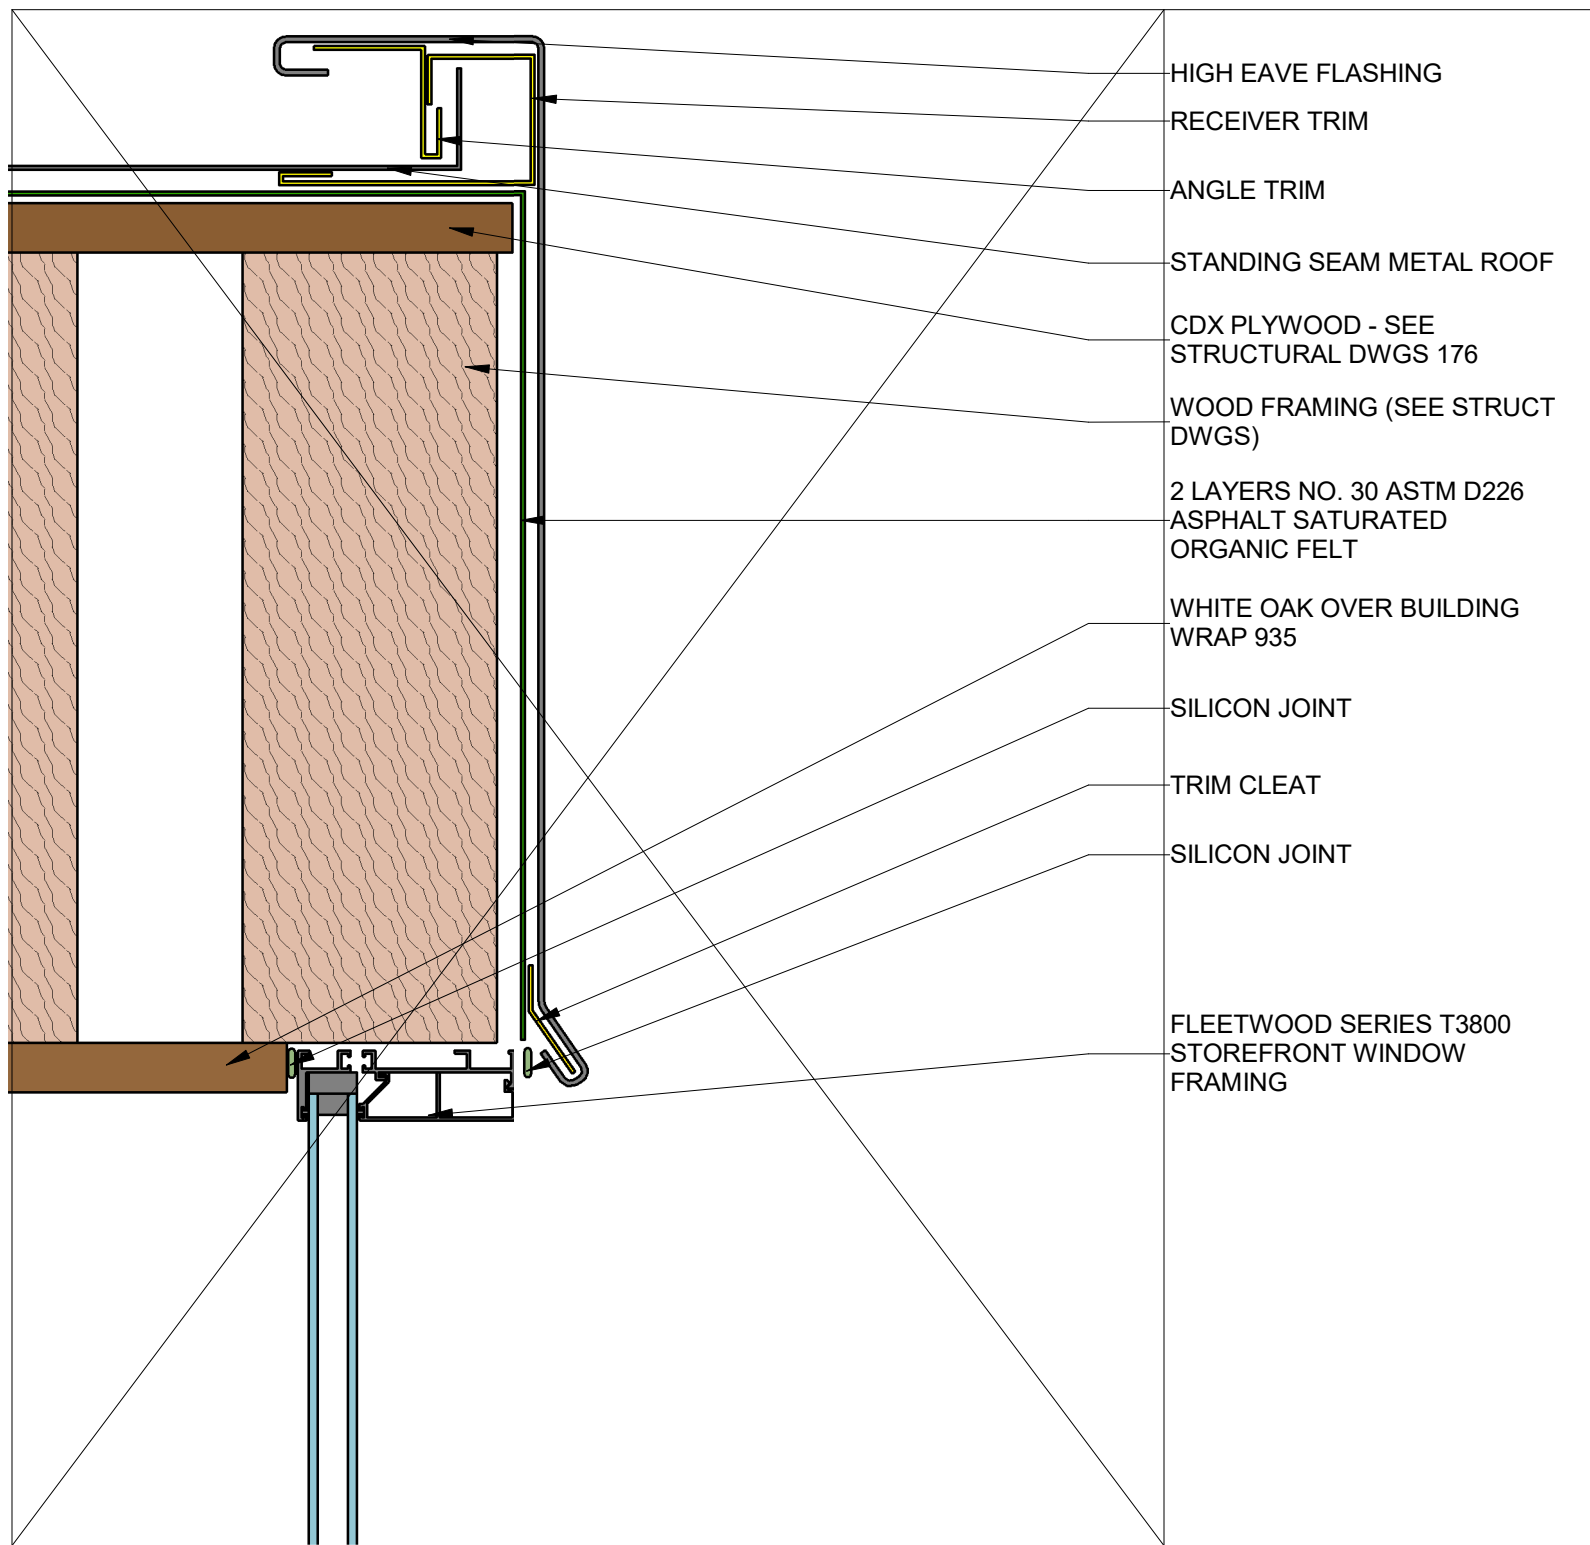 HIGH EAVE FLASHING
RECEIVER TRIM
ANGLE TRIM
STANDING SEAM METAL ROOF
CDX PLYWOOD - SEE
STRUCTURAL DWGS 176
WOOD FRAMING (SEE STRUCT
DWGS)
2 LAYERS NO. 30 ASTM D226
ASPHALT SATURATED
ORGANIC FELT
WHITE OAK OVER BUILDING
WRAP 935
SILICON JOINT
TRIM CLEAT
SILICON JOINT
FLEETWOOD SERIES T3800
STOREFRONT WINDOW
FRAMING